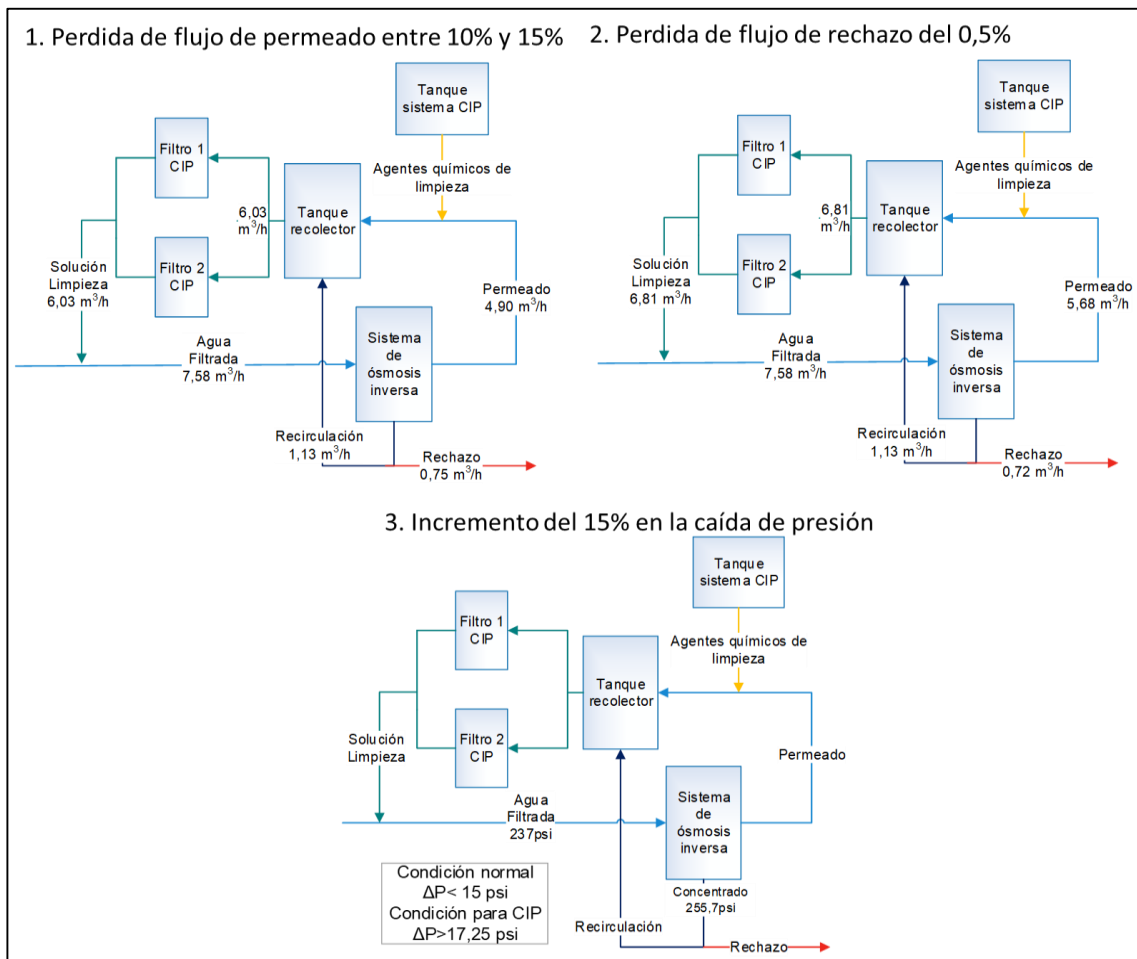 1. Perdida de flujo de permeado entre 10% y 15%
Tanque
sistema CIP
Filtro 1
CIP
Agentes químicos de
limpieza
6,03
m³/h
Tanque
recolector
Filtro 2
CIP
Solución
Limpieza
6,03 m³/h
Permeado
4,90 m³/h
Agua
Filtrada
7,58 m³/h
Sistema
de
ósmosis
inversa
Recirculación
1,13 m³/h
Rechazo
0,75 m³/h
2. Perdida de flujo de rechazo del 0,5%
Tanque
sistema CIP
Filtro 1
CIP
Agentes químicos de
limpieza
6,81
m³/h
Tanque
recolector
Filtro 2
CIP
Solución
Limpieza
6,81 m³/h
Permeado
5,68 m³/h
Agua
Filtrada
7,58 m³/h
Sistema
de
ósmosis
inversa
Recirculación
1,13 m³/h
Rechazo
0,72 m³/h
3. Incremento del 15% en la caída de presión
Tanque
sistema CIP
Filtro 1
CIP
Agentes químicos de
limpieza
Tanque
recolector
Filtro 2
CIP
Solución
Limpieza
Permeado
Agua
Filtrada
237psi
Sistema
de
ósmosis
inversa
Condición normal
ΔP< 15 psi
Condición para CIP
ΔP>17,25 psi
Concentrado
255,7psi
Recirculación
Rechazo